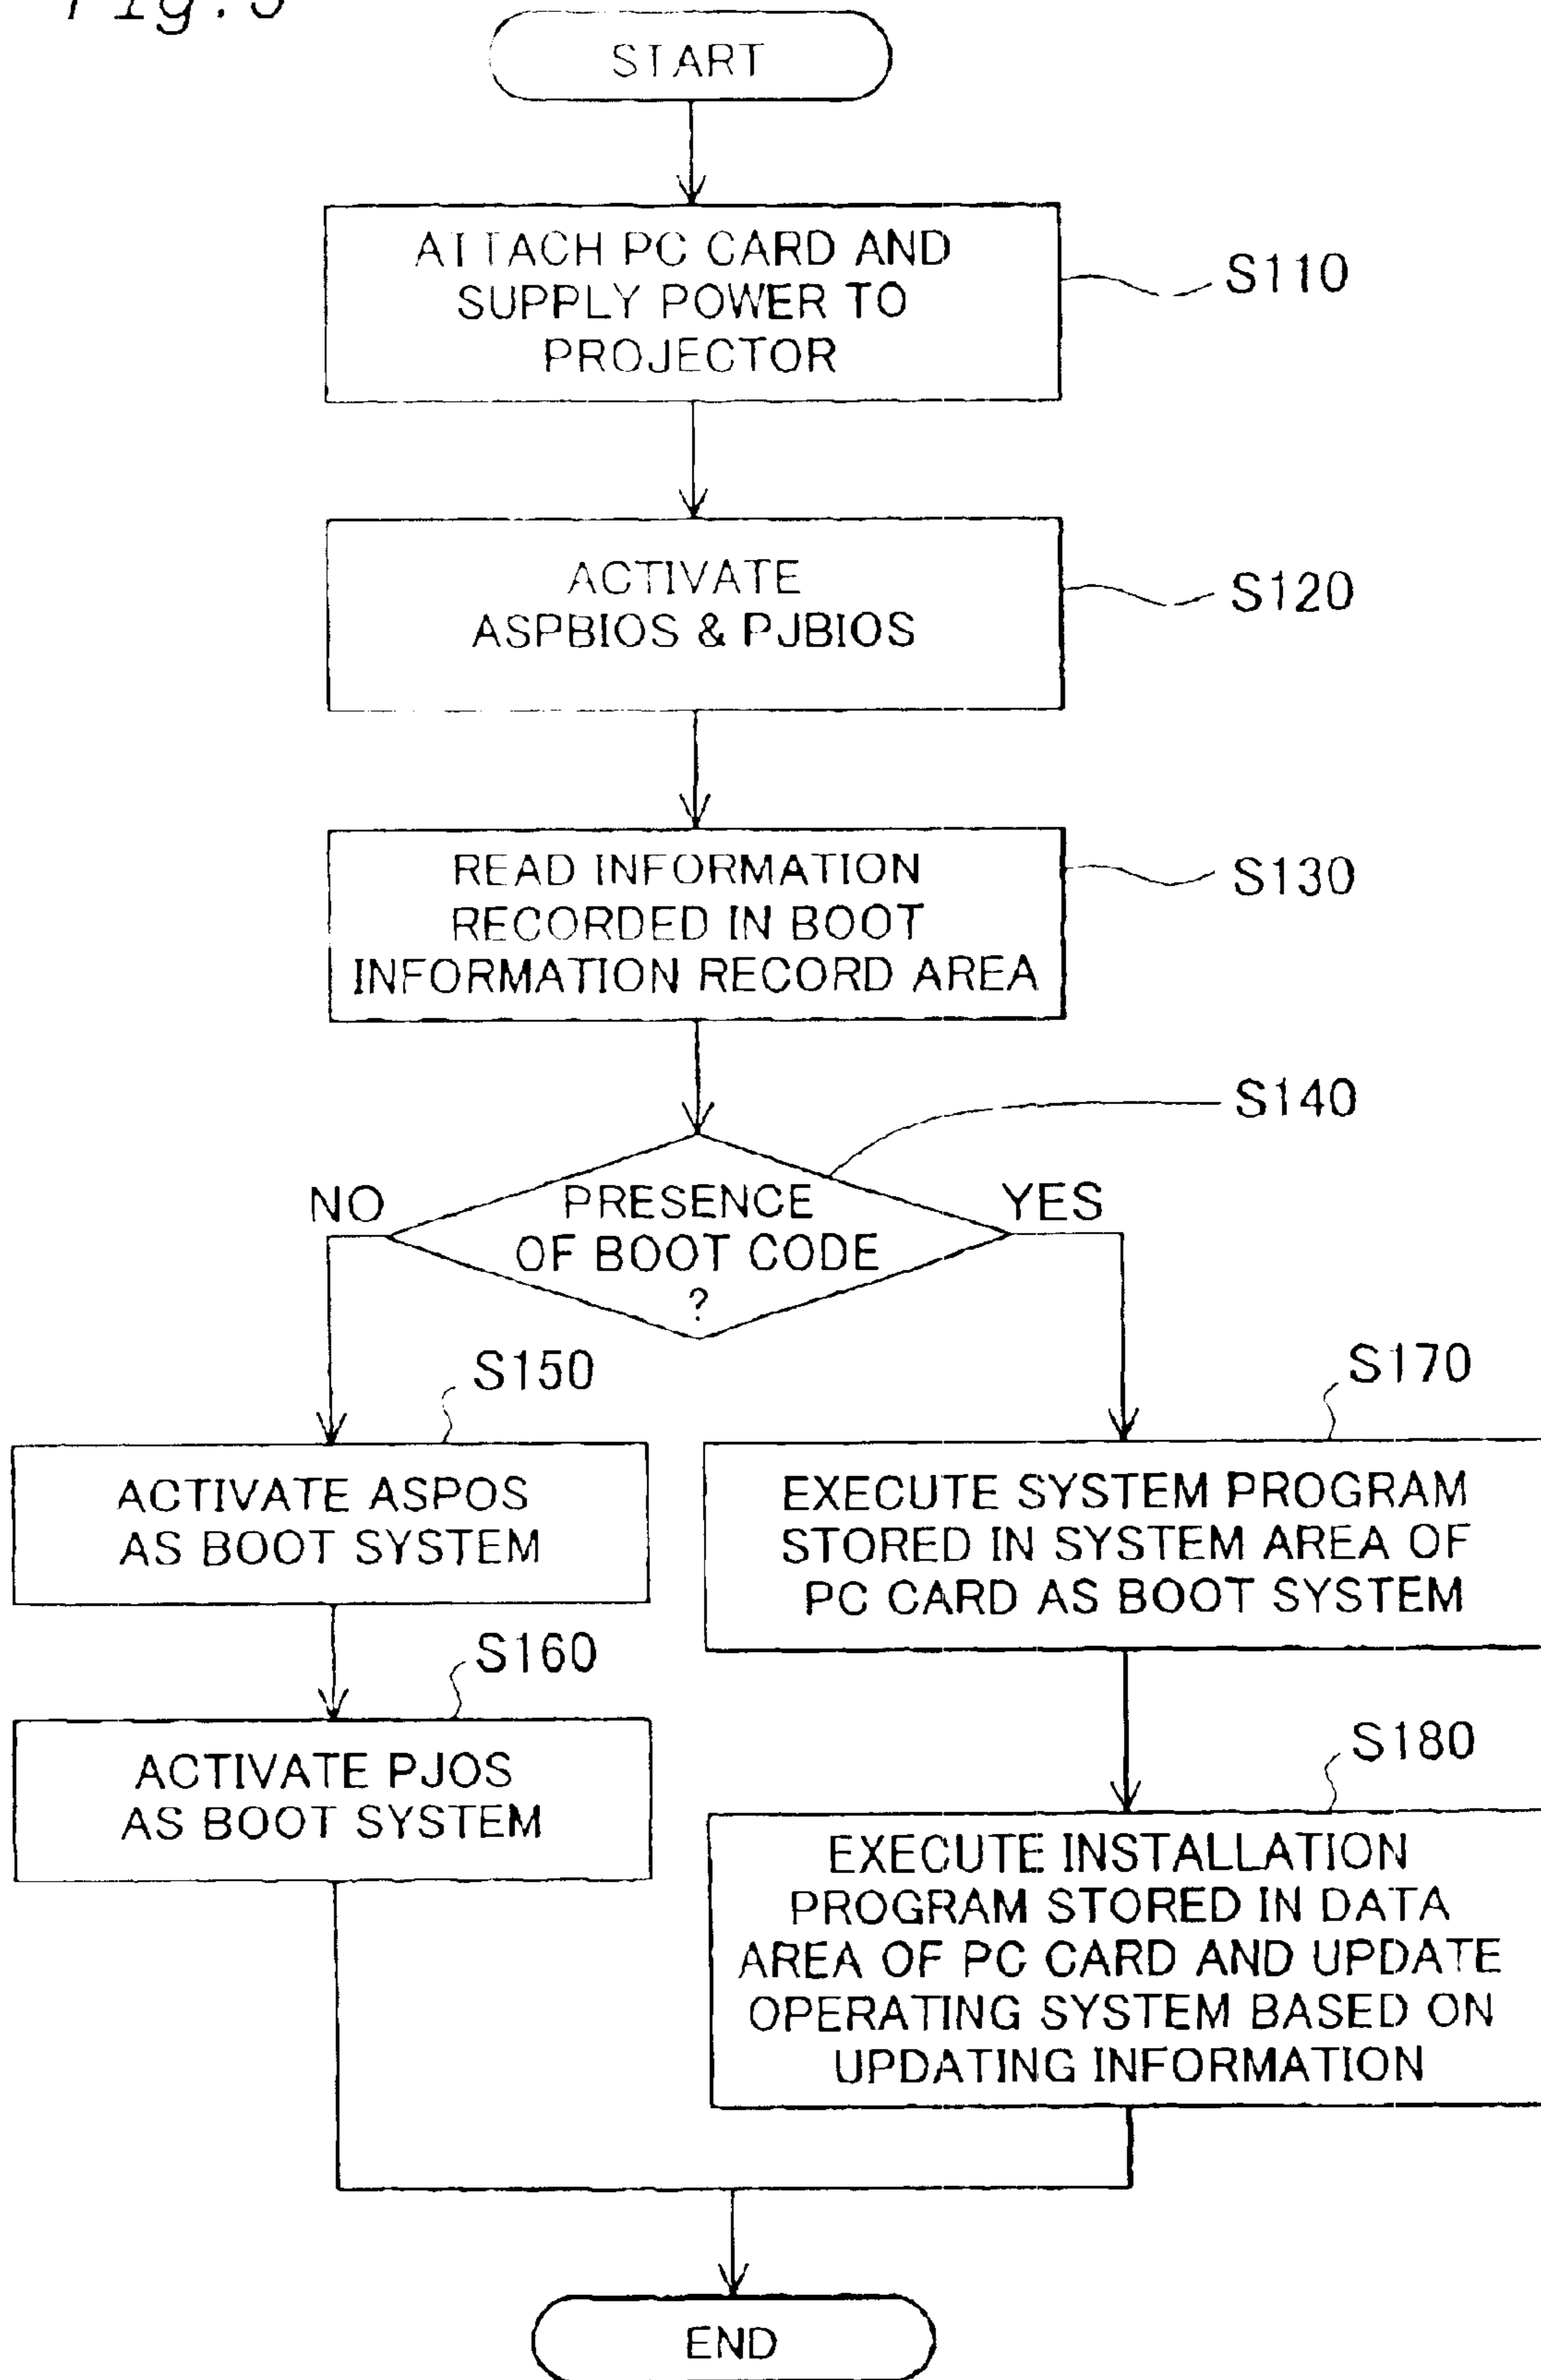 Fig.5
START
ATTACH PC CARD AND
SUPPLY POWER TO
PROJECTOR
S110
ACTIVATE
ASPBIOS & PJBIOS
S120
READ INFORMATION
RECORDED IN BOOT
INFORMATION RECORD AREA
S130
S140
NO
PRESENCE
OF BOOT CODE
?
YES
S150
ACTIVATE ASPOS
AS BOOT SYSTEM
S160
ACTIVATE PJOS
AS BOOT SYSTEM
S170
EXECUTE SYSTEM PROGRAM
STORED IN SYSTEM AREA OF
PC CARD AS BOOT SYSTEM
S180
EXECUTE INSTALLATION
PROGRAM STORED IN DATA
AREA OF PC CARD AND UPDATE
OPERATING SYSTEM BASED ON
UPDATING INFORMATION
END